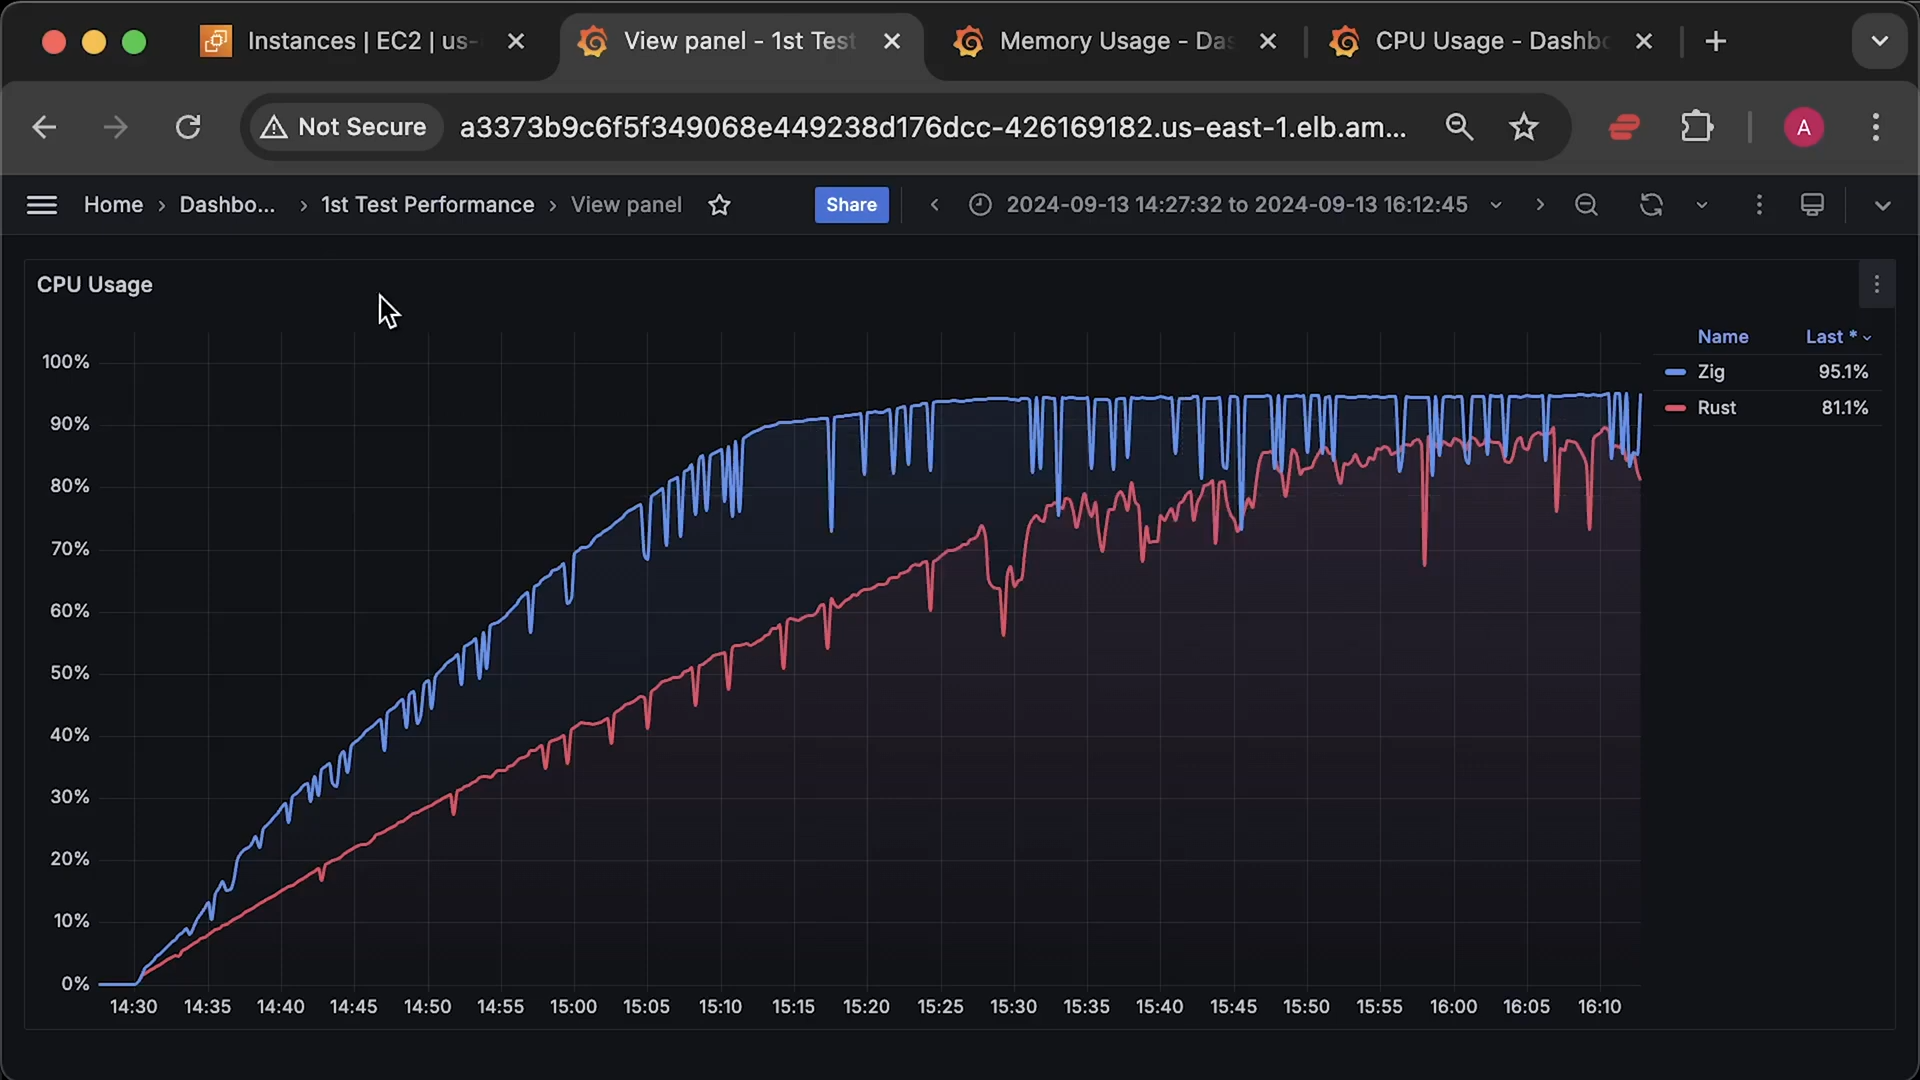 Instances | EC2 | us-
View panel - 1st Test
Memory Usage - Das
CPU Usage - Dashbo
Not Secure
a3373b9c6f5f349068e449238d176dcc-426169182.us-east-1.elb.am...
A
Home › Dashbo... › 1st Test Performance › View panel
Share
2024-09-13 14:27:32 to 2024-09-13 16:12:45
CPU Usage
Name Last *
Zig 95.1%
Rust 81.1%
100%
90%
80%
70%
60%
50%
40%
30%
20%
10%
0%
14:30 14:35 14:40 14:45 14:50 14:55 15:00 15:05 15:10 15:15 15:20 15:25 15:30 15:35 15:40 15:45 15:50 15:55 16:00 16:05 16:10